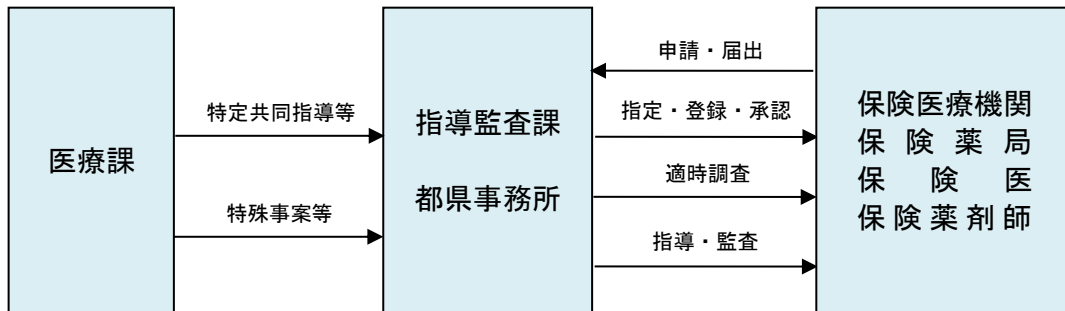 医療課
特定共同指導等
特殊事案等
指導監査課
都県事務所
申請・届出
指定・登録・承認
適時調査
指導・監査
保険医療機関
保険薬局
保険医
保険薬剤師